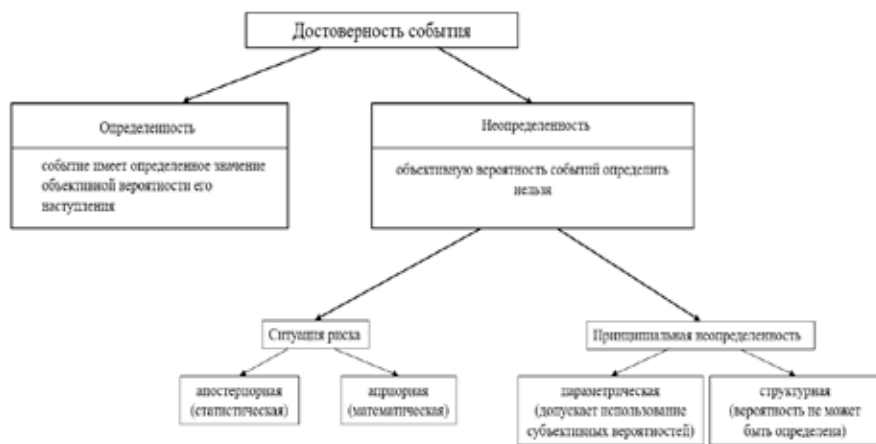 Достоверность события
Определенность
событие имеет определенное значение
объективной вероятности его
наступления
Неопределенность
объективную вероятность событий определить
нельзя
Ситуация риска
Принципиальная неопределенность
апостериорная
(статистическая)
априорная
(математическая)
параметрическая
(допускает использование
субъективных вероятностей)
структурная
(вероятность не может
быть определена)